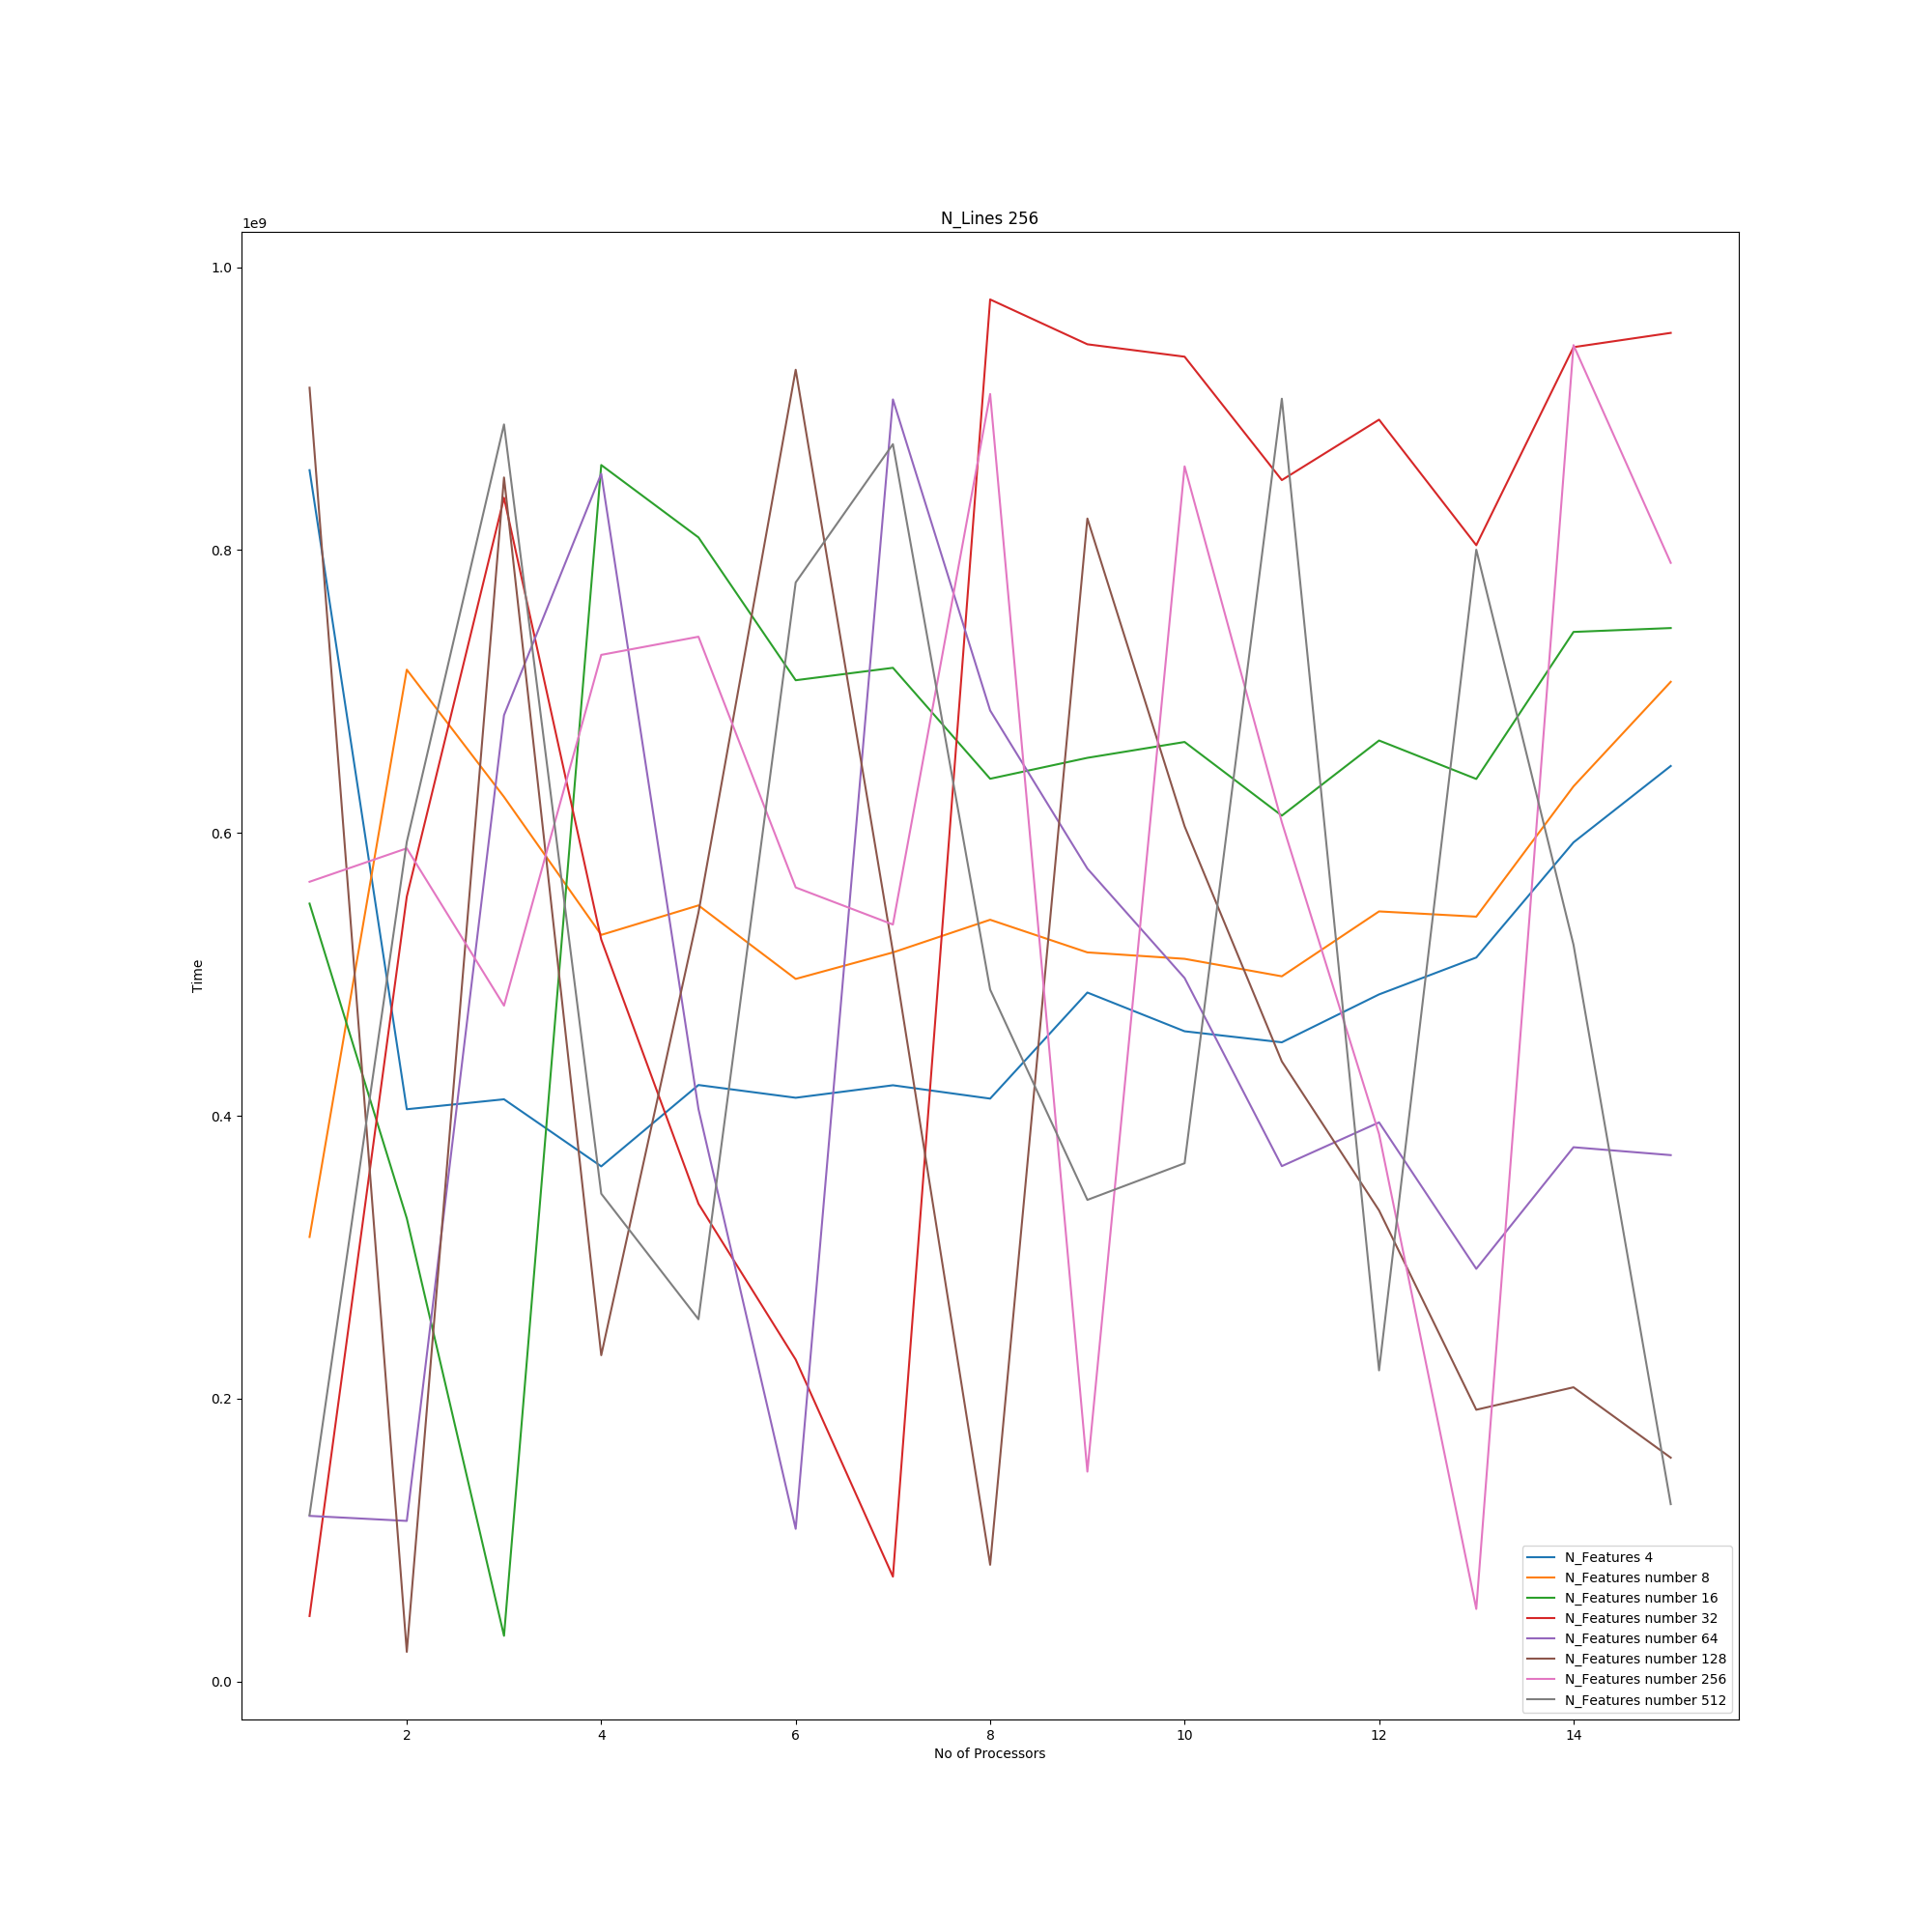 N_Lines 256
1e9
1.0
0.8
0.6
0.4
0.2
0.0
Time
2 4 6 8 10 12 14
No of Processors
N_Features 4
N_Features number 8
N_Features number 16
N_Features number 32
N_Features number 64
N_Features number 128
N_Features number 256
N_Features number 512